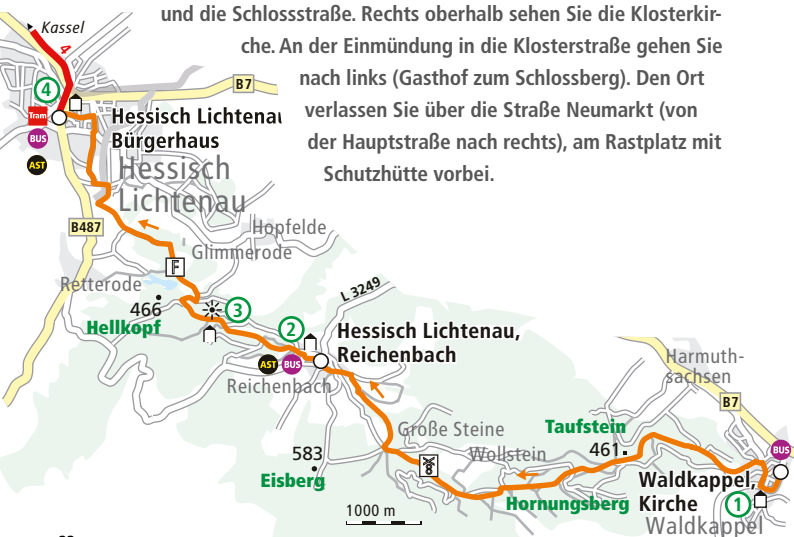 und die Schlossstraße. Rechts oberhalb sehen Sie die Klosterkir-
che. An der Einmündung in die Klosterstraße gehen Sie
nach links (Gasthof zum Schlossberg). Den Ort
verlassen Sie über die Straße Neumarkt (von
der Hauptstraße nach rechts), am Rastplatz mit
Schutzhütte vorbei.
Kassel
4
B7
4
Tram
BUS
AST
Hessisch Lichtenau
Bürgerhaus
Hessisch
Lichtenau
B487
Hopfelde
Glimmerode
F
Retterode
466
Hellkopf
3
L 3249
2
Hessisch Lichtenau,
Reichenbach
AST
BUS
Reichenbach
Harmuth-
sachsen
B7
Große Steine
Taufstein
461
Wollstein
583
Eisberg
BUS
Waldkappel,
Kirche
1
Hornungsberg
Waldkappel
1000 m